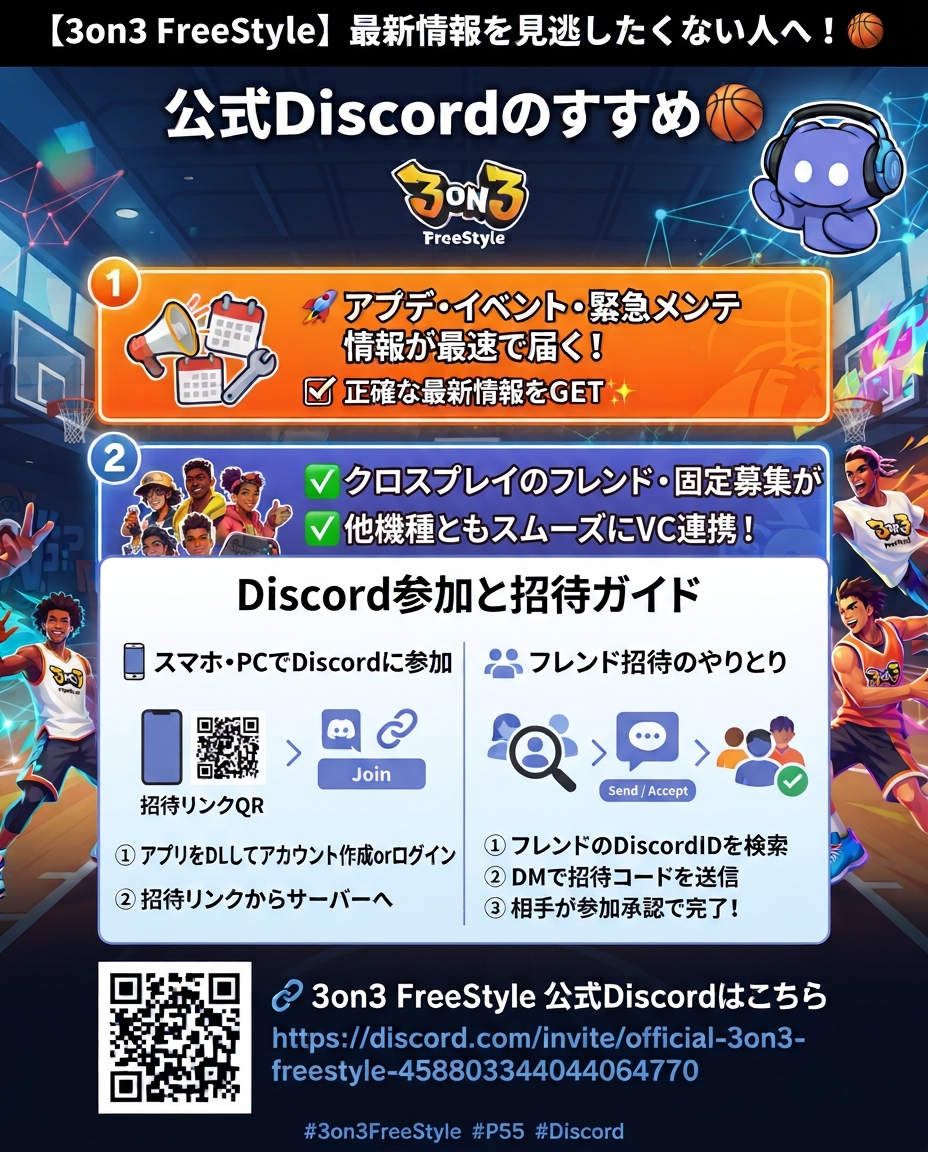 【3on3 FreeStyle】最新情報を見逃したくない人へ！🏀
公式Discordのすすめ🏀
3ON3
FreeStyle
1
🚀アプデ・イベント・緊急メンテ
情報が最速で届く！
☑正確な最新情報をGET✨
2
✅クロスプレイのフレンド・固定募集が
✅他機種ともスムーズにVC連携！
Discord参加と招待ガイド
スマホ・PCでDiscordに参加
招待リンクQR
Join
① アプリをDLしてアカウント作成orログイン
② 招待リンクからサーバーへ
フレンド招待のやりとり
Send / Accept
① フレンドのDiscordIDを検索
② DMで招待コードを送信
③ 相手が参加承認で完了！
🔗 3on3 FreeStyle 公式Discordはこちら
https://discord.com/invite/official-3on3-
freestyle-458803344044064770
#3on3FreeStyle #P55 #Discord